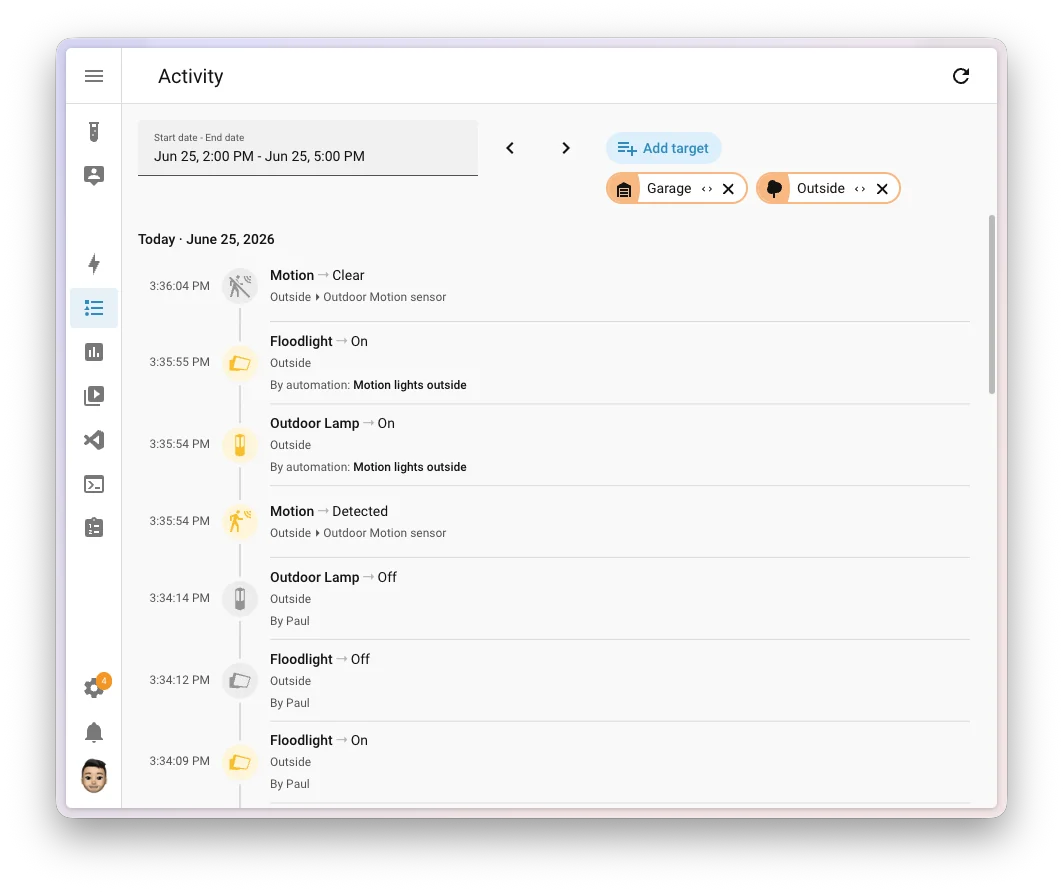 Activity
Start date - End date
Jun 25, 2:00 PM - Jun 25, 5:00 PM
Add target
Garage
Outside
Today · June 25, 2026
3:36:04 PM
Motion → Clear
Outside ▸ Outdoor Motion sensor
3:35:55 PM
Floodlight → On
Outside
By automation: Motion lights outside
3:35:54 PM
Outdoor Lamp → On
Outside
By automation: Motion lights outside
3:35:54 PM
Motion → Detected
Outside ▸ Outdoor Motion sensor
3:34:14 PM
Outdoor Lamp → Off
Outside
By Paul
3:34:12 PM
Floodlight → Off
Outside
By Paul
3:34:09 PM
Floodlight → On
Outside
By Paul
4